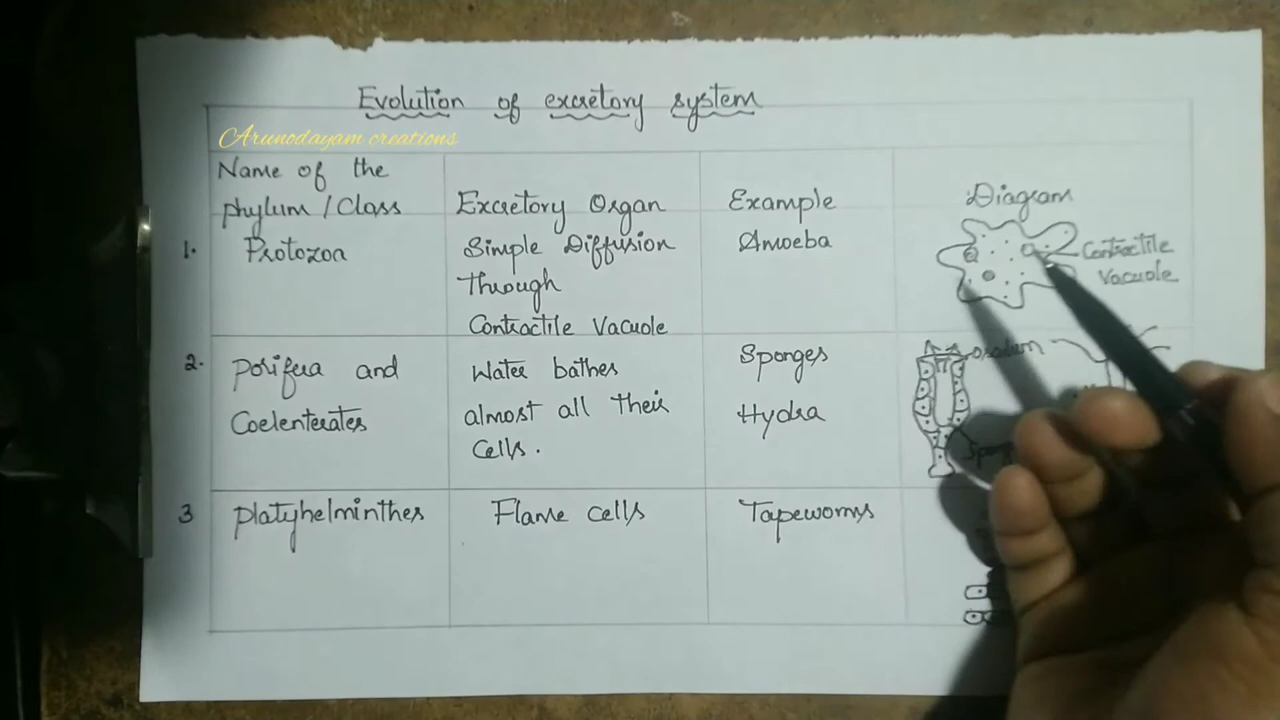 Evolution of excretory system
Arunodayam creations
Name of the
phylum / Class
Excretory Organ
Example
Diagram
1.
Protozoa
Simple Diffusion
Through
Contractile Vacuole
Amoeba
Contractile
Vacuole
2.
Porifera and
Coelenterates
Water bathes
almost all their
Cells.
Sponges
Hydra
3
Platyhelminthes
Flame cells
Tapeworms